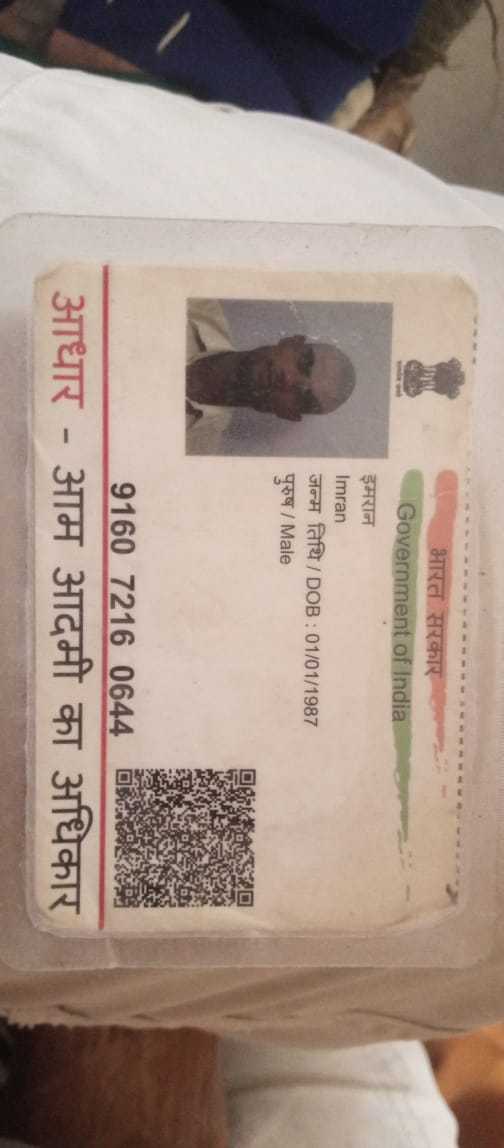 भारत सरकार
Government of India
इमरान
Imran
जन्म तिथि / DOB : 01/01/1987
पुरुष / Male
9160 7216 0644
आधार - आम आदमी का अधिकार